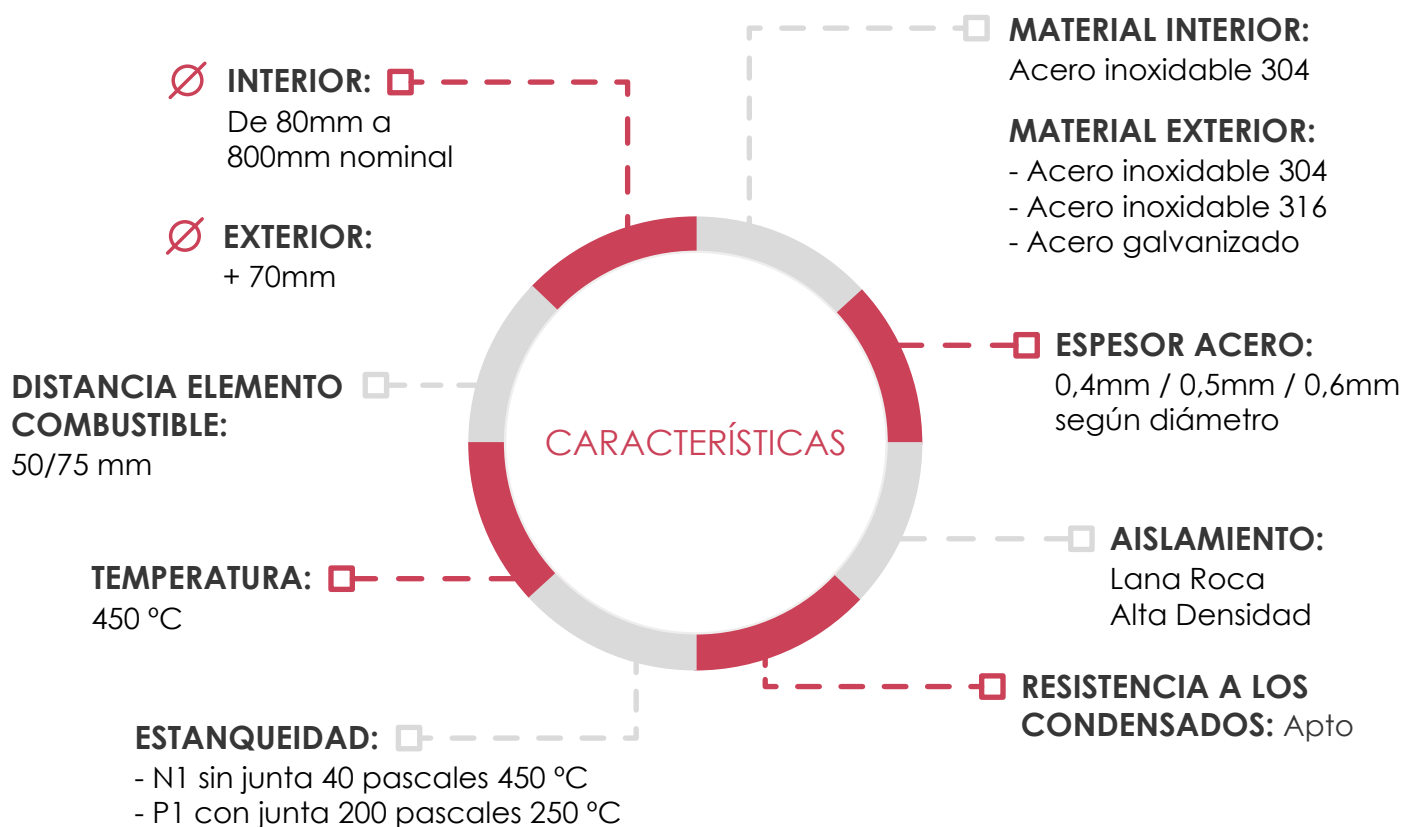 INTERIOR:
De 80mm a
800mm nominal
EXTERIOR:
+ 70mm
DISTANCIA ELEMENTO
COMBUSTIBLE:
50/75 mm
TEMPERATURA:
450 ºC
ESTANQUEIDAD:
- N1 sin junta 40 pascales 450 ºC
- P1 con junta 200 pascales 250 ºC
CARACTERÍSTICAS
MATERIAL INTERIOR:
Acero inoxidable 304
MATERIAL EXTERIOR:
- Acero inoxidable 304
- Acero inoxidable 316
- Acero galvanizado
ESPESOR ACERO:
0,4mm / 0,5mm / 0,6mm
según diámetro
AISLAMIENTO:
Lana Roca
Alta Densidad
RESISTENCIA A LOS
CONDENSADOS: Apto